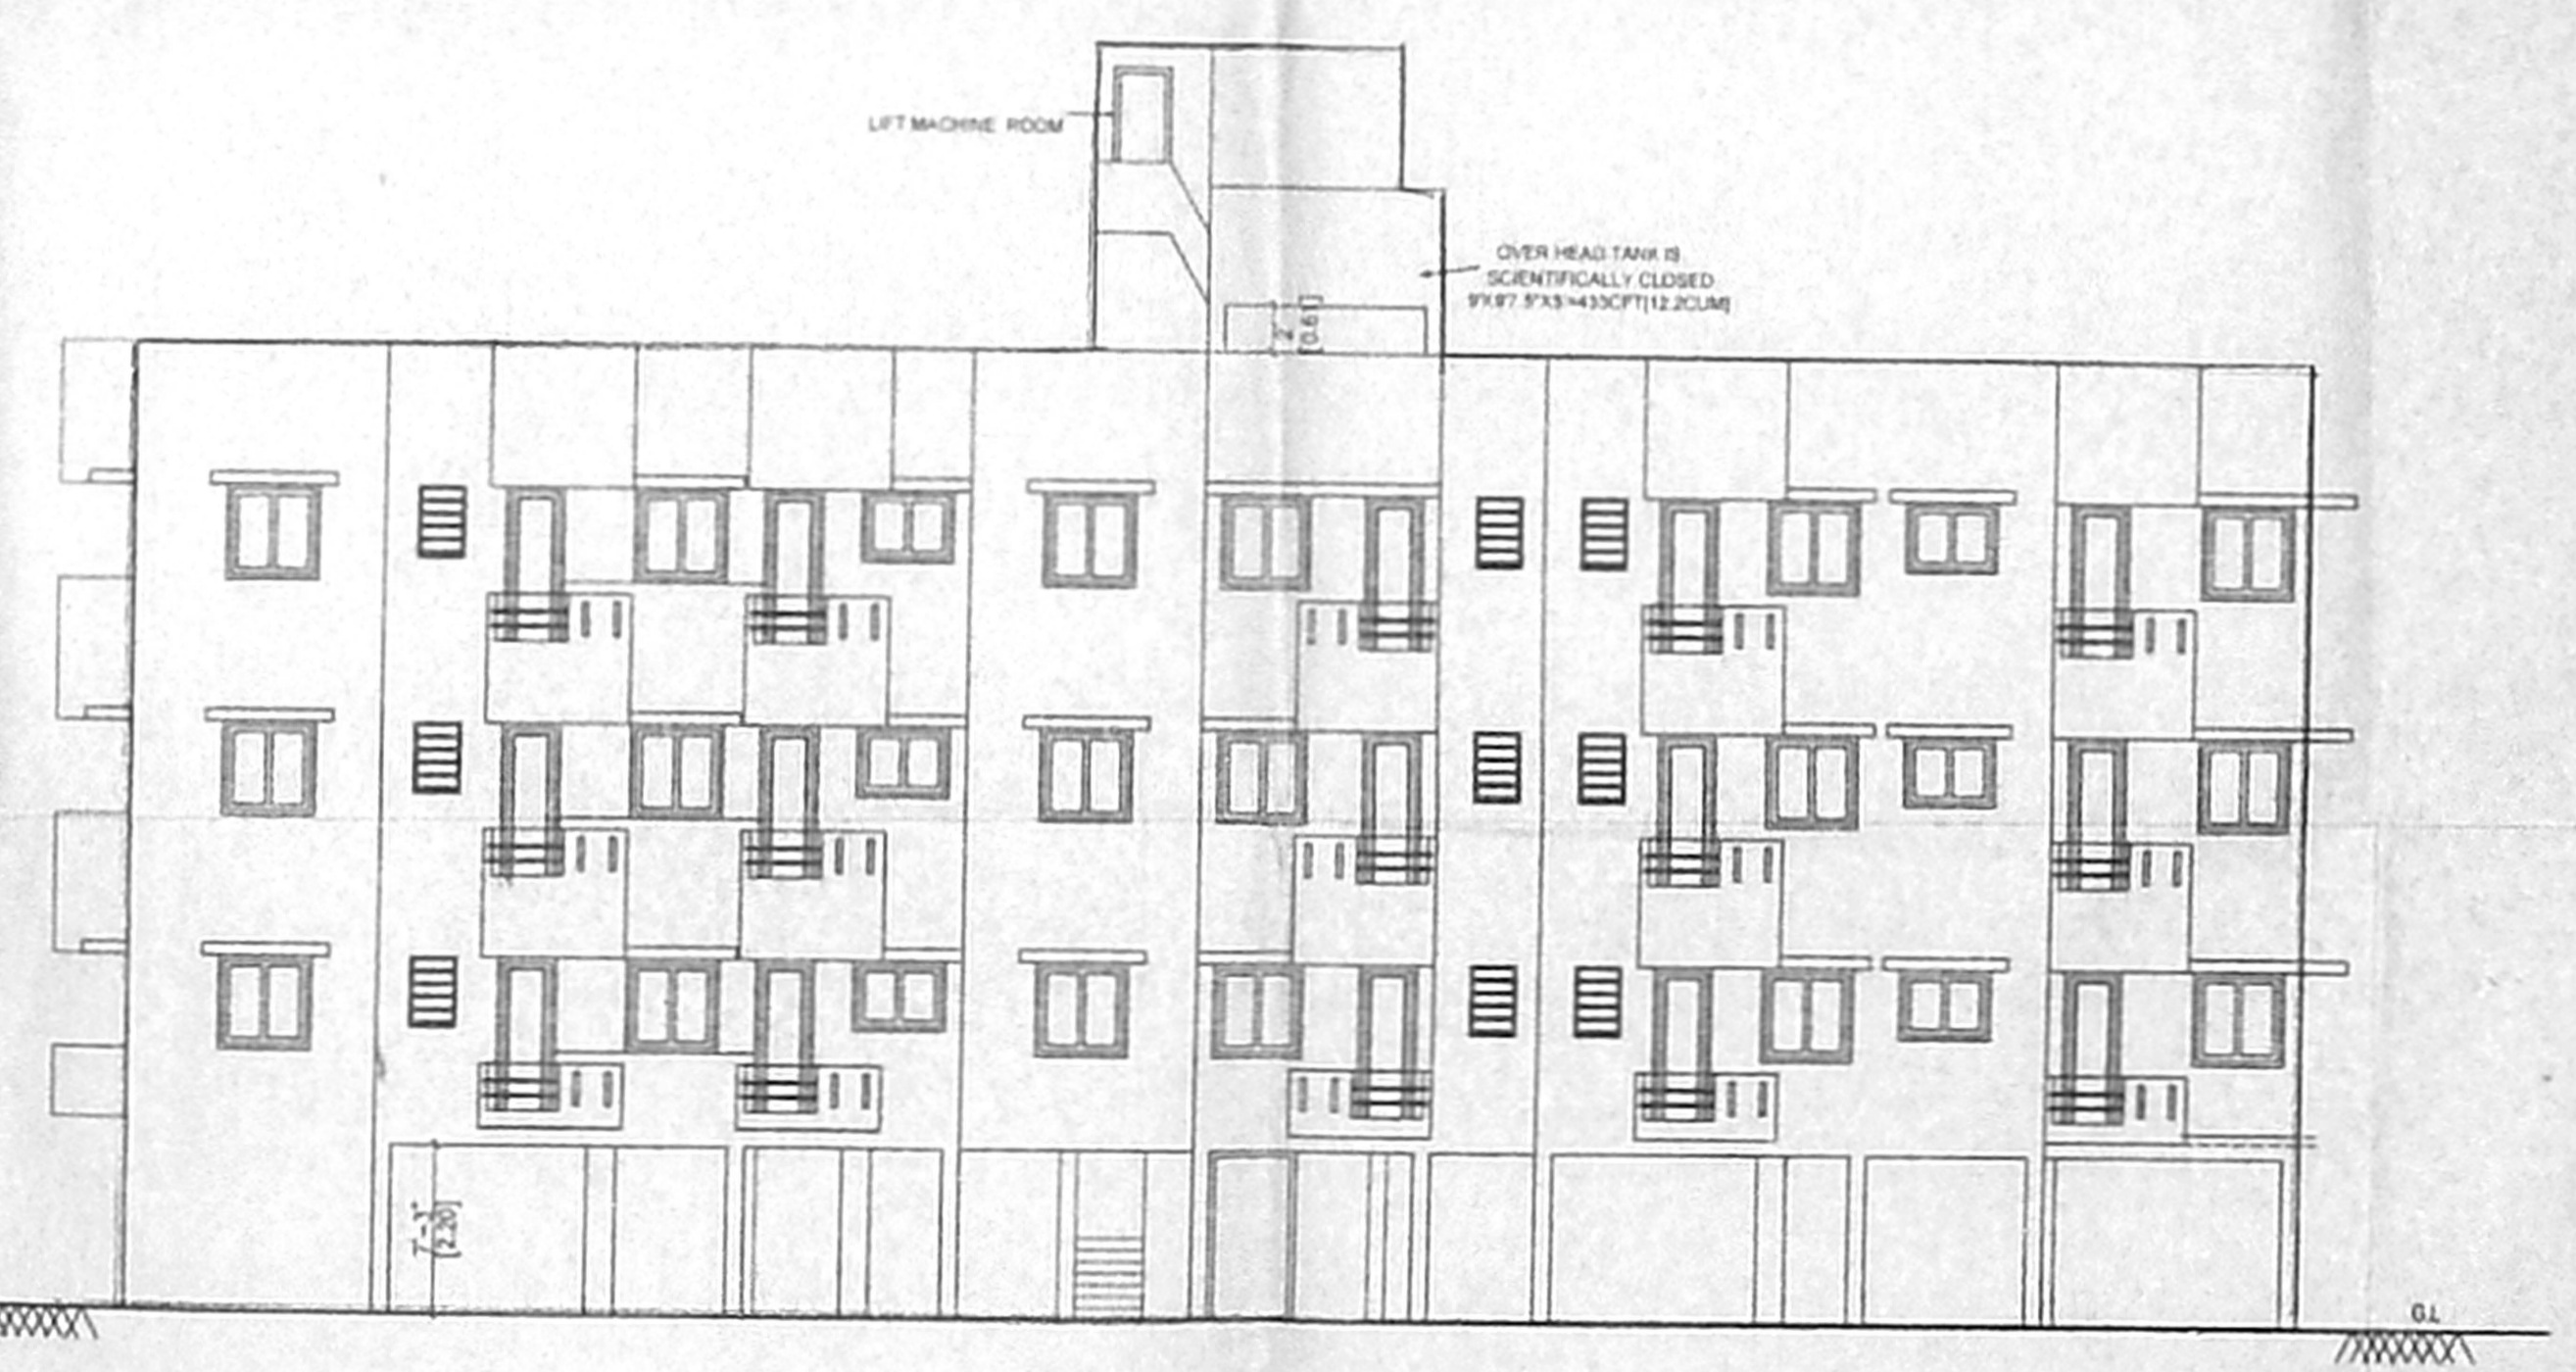 LIFT MACHINE ROOM
OVER HEAD TANK IS
SCIENTIFICALLY CLOSED
9'X9'7.5"X5'=433CFT[12.2CUM]
2'
[0.61]
7'-3"
[2.20]
G.L